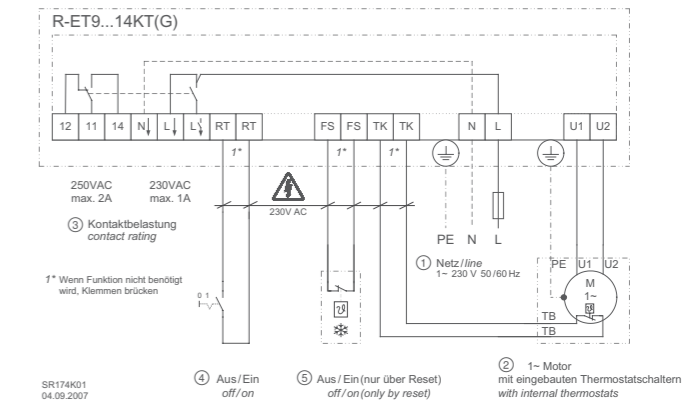 R-ET9...14KT(G)
12 11 14 N L L RT RT FS FS TK TK N L U1 U2
1* 1* 1*
250VAC
max. 2A
230VAC
max. 1A
230V AC
③ Kontaktbelastung
contact rating
PE N L
① Netz/line
1~ 230 V 50/60 Hz
1* Wenn Funktion nicht benötigt
wird, Klemmen brücken
0 1
PE U1 U2
M
1~
ϑ
ϑ
TB
TB
④ Aus/Ein
off/on
⑤ Aus/Ein (nur über Reset)
off/on (only by reset)
② 1~ Motor
mit eingebauten Thermostatschaltern
with internal thermostats
SR174K01
04.09.2007